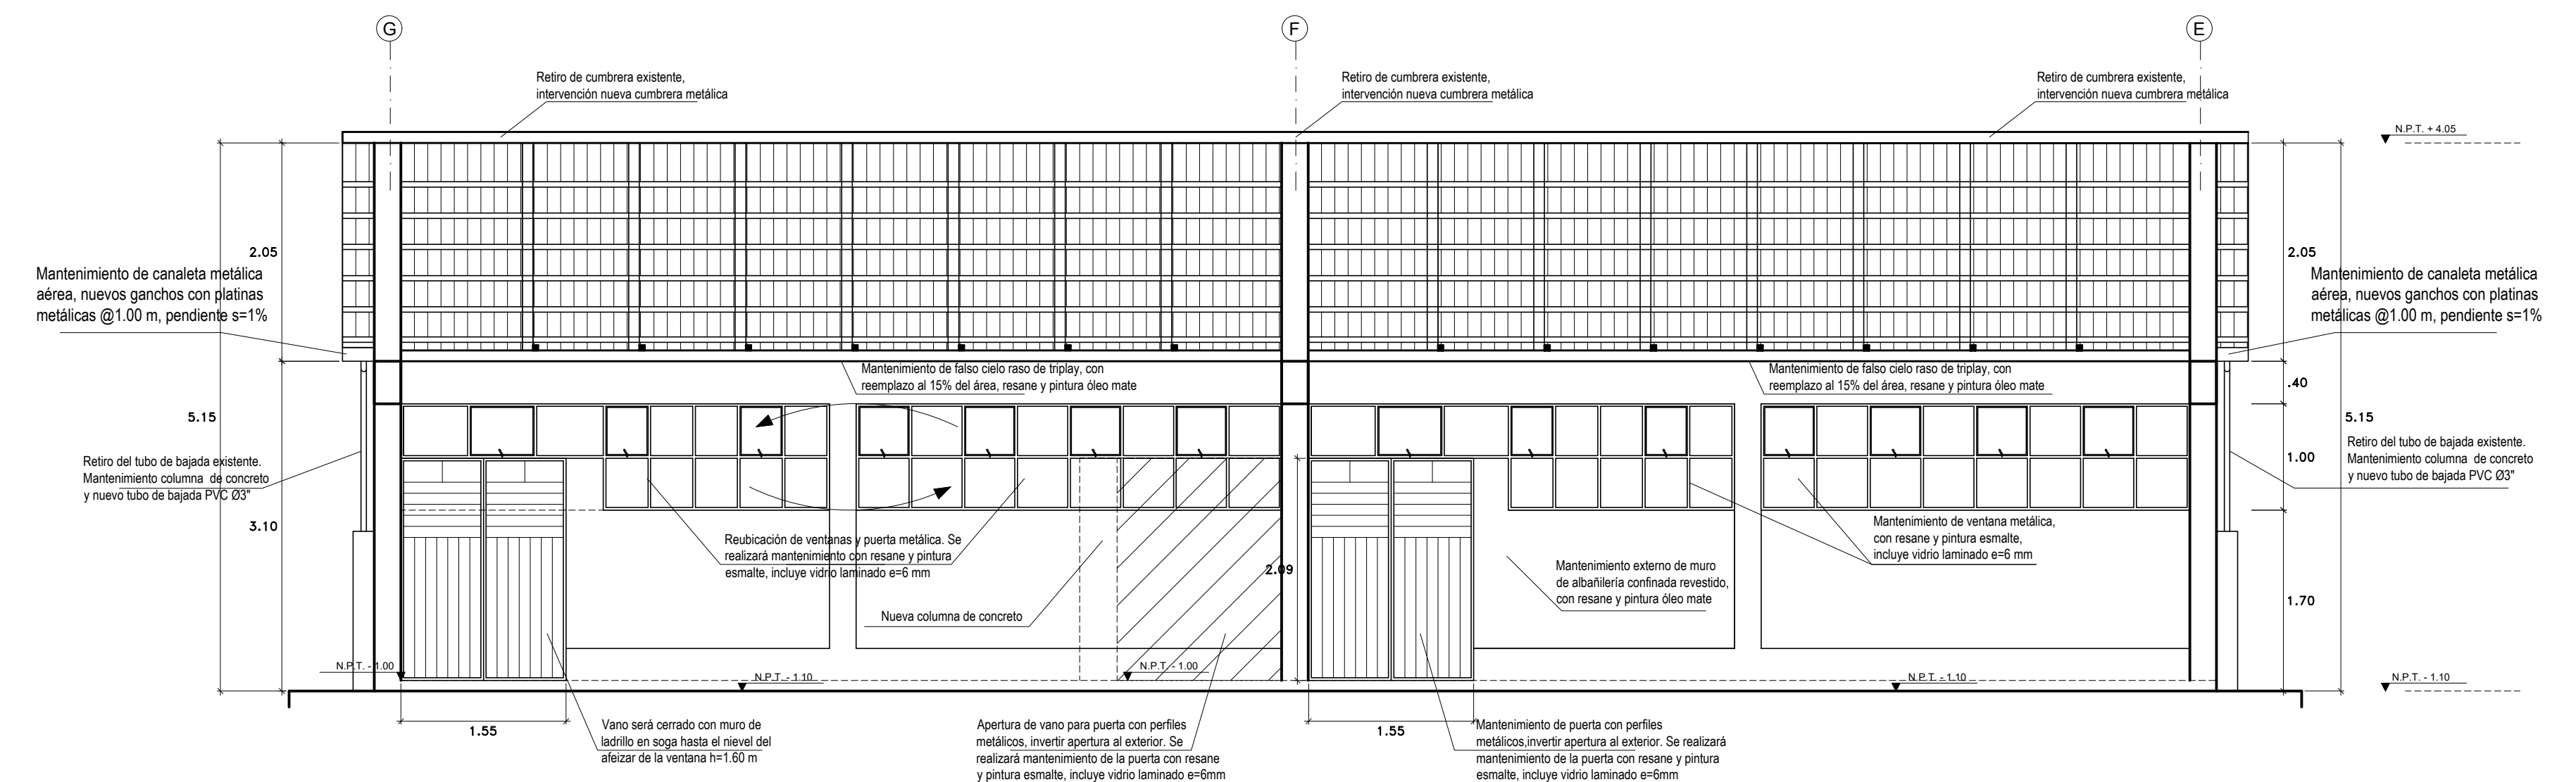 G
F
E
Retiro de cumbrera existente,
intervención nueva cumbrera metálica
Retiro de cumbrera existente,
intervención nueva cumbrera metálica
Retiro de cumbrera existente,
intervención nueva cumbrera metálica
N.P.T. + 4.05
2.05
2.05
Mantenimiento de canaleta metálica
aérea, nuevos ganchos con platinas
metálicas @1.00 m, pendiente s=1%
Mantenimiento de canaleta metálica
aérea, nuevos ganchos con platinas
metálicas @1.00 m, pendiente s=1%
Mantenimiento de falso cielo raso de triplay, con
reemplazo al 15% del área, resane y pintura óleo mate
Mantenimiento de falso cielo raso de triplay, con
reemplazo al 15% del área, resane y pintura óleo mate
.40
5.15
5.15
Retiro del tubo de bajada existente.
Mantenimiento columna de concreto
y nuevo tubo de bajada PVC Ø3"
Retiro del tubo de bajada existente.
Mantenimiento columna de concreto
y nuevo tubo de bajada PVC Ø3"
1.00
3.10
Reubicación de ventanas y puerta metálica. Se
realizará mantenimiento con resane y pintura
esmalte, incluye vidrio laminado e=6 mm
Mantenimiento de ventana metálica,
con resane y pintura esmalte,
incluye vidrio laminado e=6 mm
2.09
Mantenimiento externo de muro
de albañilería confinada revestido,
con resane y pintura óleo mate
1.70
Nueva columna de concreto
N.P.T. - 1.00
N.P.T. - 1.10
N.P.T. - 1.00
N.P.T. - 1.10
N.P.T. - 1.10
1.55
1.55
Vano será cerrado con muro de
ladrillo en soga hasta el nievel del
afeizar de la ventana h=1.60 m
Apertura de vano para puerta con perfiles
metálicos, invertir apertura al exterior. Se
realizará mantenimiento de la puerta con resane
y pintura esmalte, incluye vidrio laminado e=6mm
Mantenimiento de puerta con perfiles
metálicos,invertir apertura al exterior. Se realizará
mantenimiento de la puerta con resane y pintura
esmalte, incluye vidrio laminado e=6mm